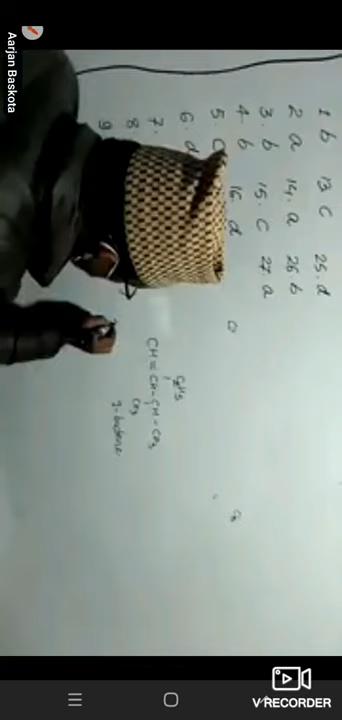 Aarjan Baskota
1 b 13 c 25. d
2 a 14. a 26. b
3. b 15. c 27. a
4. b 16. d
5.
6. d
7.
8
9
C2H5
CH=CH-CH-CH3
CH3
V RECORDER